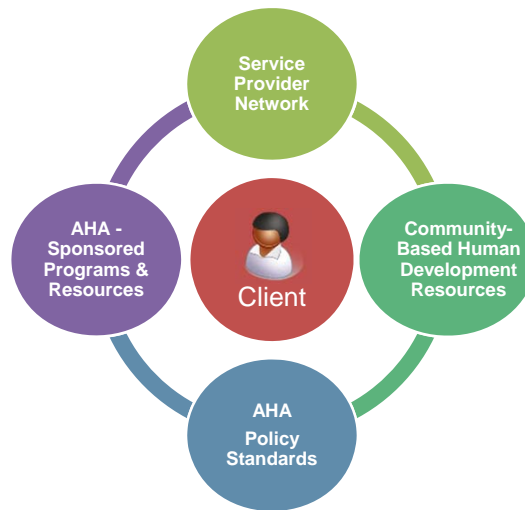 Service
Provider
Network
AHA -
Sponsored
Programs &
Resources
Client
Community-
Based Human
Development
Resources
AHA
Policy
Standards